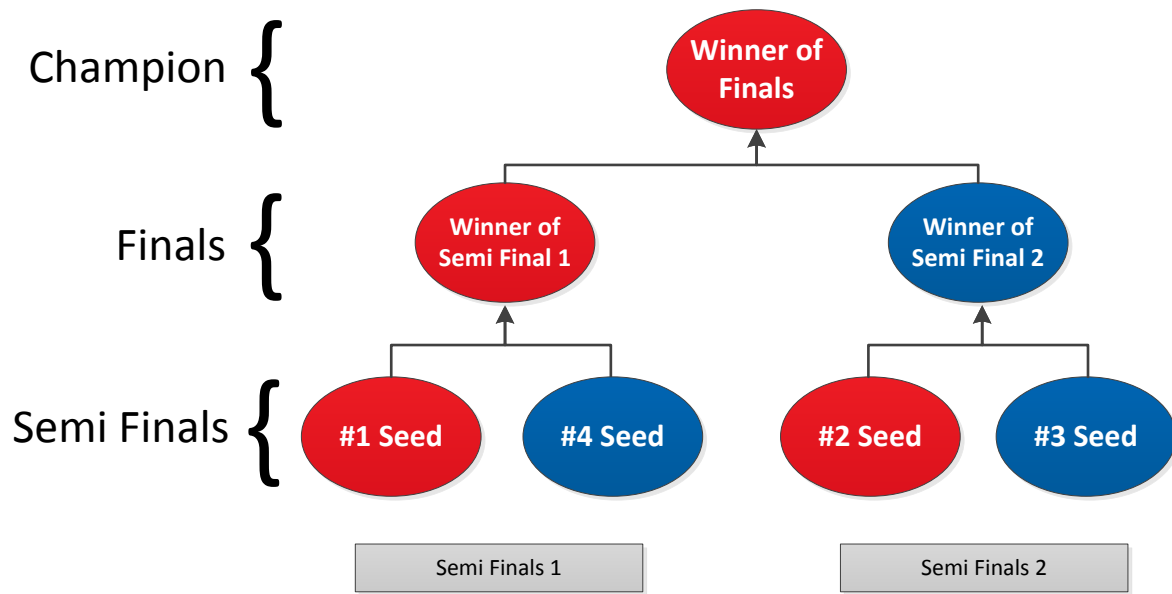 Champion {
Winner of
Finals
Finals {
Winner of
Semi Final 1
Winner of
Semi Final 2
Semi Finals {
#1 Seed
#4 Seed
#2 Seed
#3 Seed
Semi Finals 1
Semi Finals 2